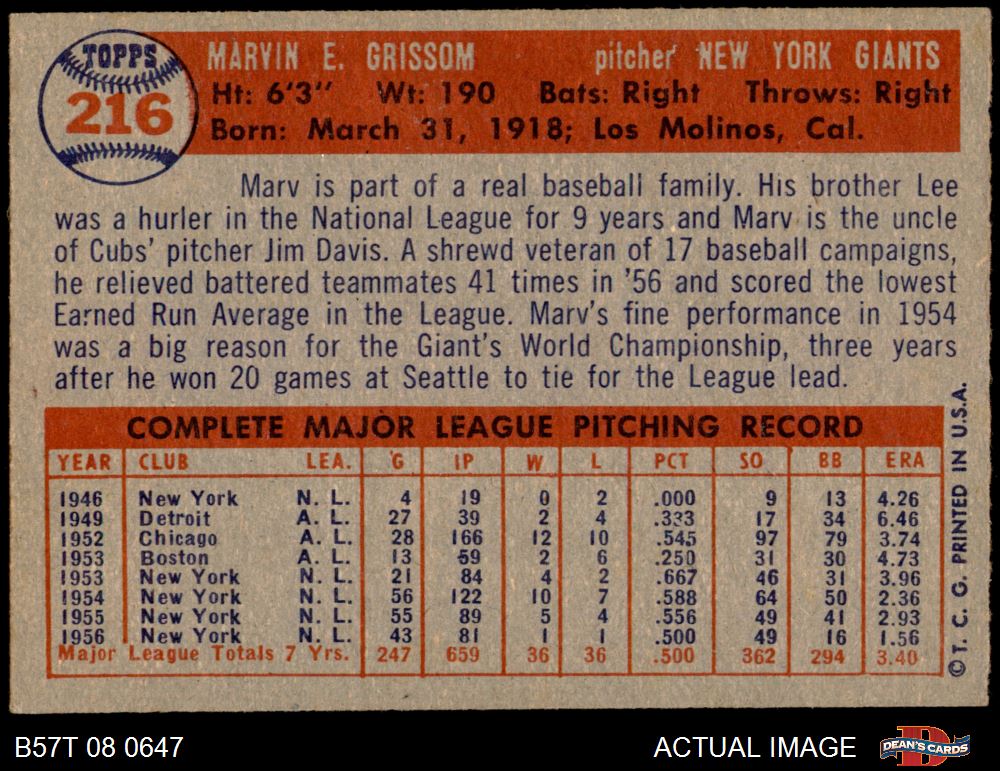 TOPPS
216
MARVIN E. GRISSOM pitcher NEW YORK GIANTS
Ht: 6'3" Wt: 190 Bats: Right Throws: Right
Born: March 31, 1918; Los Molinos, Cal.
Marv is part of a real baseball family. His brother Lee
was a hurler in the National League for 9 years and Marv is the uncle
of Cubs' pitcher Jim Davis. A shrewd veteran of 17 baseball campaigns,
he relieved battered teammates 41 times in '56 and scored the lowest
Earned Run Average in the League. Marv's fine performance in 1954
was a big reason for the Giant's World Championship, three years
after he won 20 games at Seattle to tie for the League lead.
COMPLETE MAJOR LEAGUE PITCHING RECORD
YEAR CLUB LEA. G IP W L PCT SO BB ERA
1946 New York N. L. 4 19 0 2 .000 9 13 4.26
1949 Detroit A. L. 27 39 2 4 .333 17 34 6.46
1952 Chicago A. L. 28 166 12 10 .545 97 79 3.74
1953 Boston A. L. 13 59 2 6 .250 31 30 4.73
1953 New York N. L. 21 84 4 2 .667 46 31 3.96
1954 New York N. L. 56 122 10 7 .588 64 50 2.36
1955 New York N. L. 55 89 5 4 .556 49 41 2.93
1956 New York N. L. 43 81 1 1 .500 49 16 1.56
Major League Totals 7 Yrs. 247 659 36 36 .500 362 294 3.40
© T. C. G. PRINTED IN U.S.A.
B57T 08 0647 ACTUAL IMAGE DEAN'S CARDS